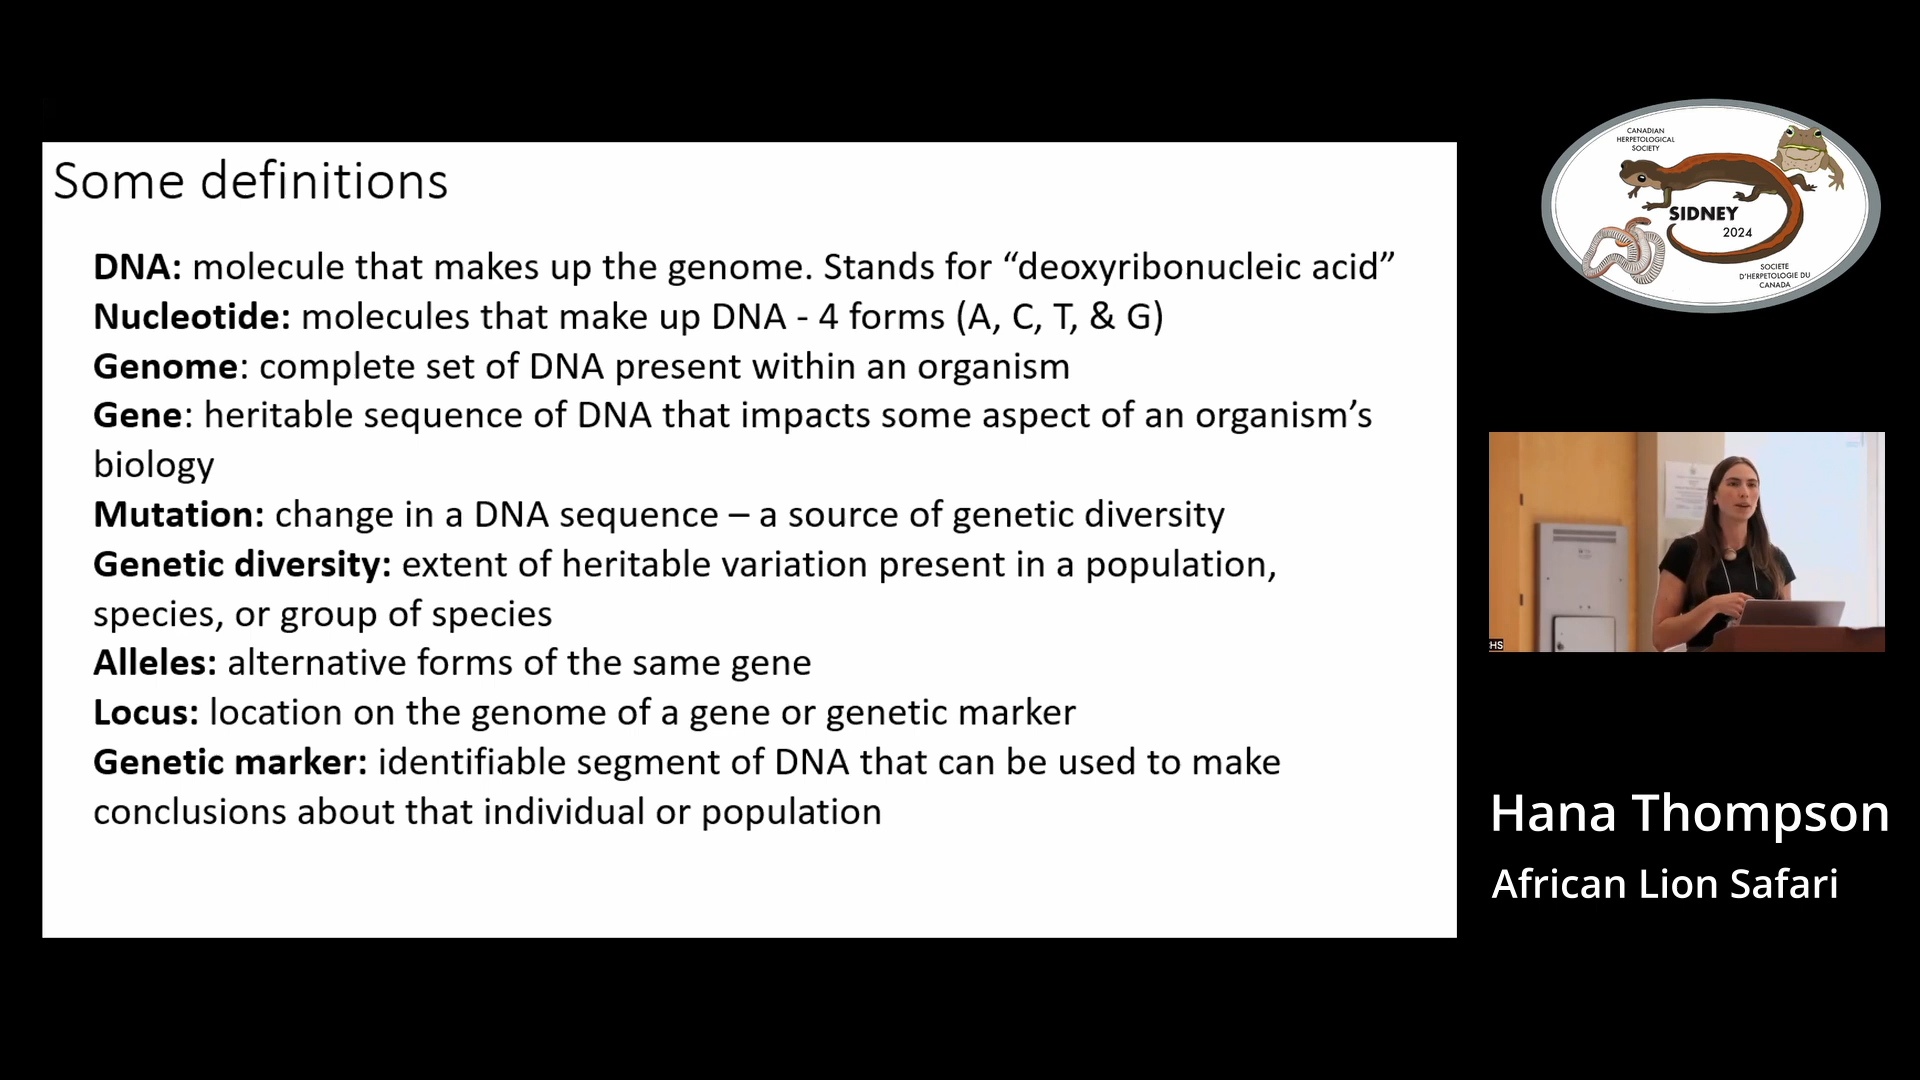 Some definitions
DNA: molecule that makes up the genome. Stands for “deoxyribonucleic acid”
Nucleotide: molecules that make up DNA - 4 forms (A, C, T, & G)
Genome: complete set of DNA present within an organism
Gene: heritable sequence of DNA that impacts some aspect of an organism’s
biology
Mutation: change in a DNA sequence – a source of genetic diversity
Genetic diversity: extent of heritable variation present in a population,
species, or group of species
Alleles: alternative forms of the same gene
Locus: location on the genome of a gene or genetic marker
Genetic marker: identifiable segment of DNA that can be used to make
conclusions about that individual or population
CANADIAN
HERPETOLOGICAL
SOCIETY
SIDNEY
2024
SOCIETE
D'HERPETOLOGIE DU
CANADA
CHS
Hana Thompson
African Lion Safari